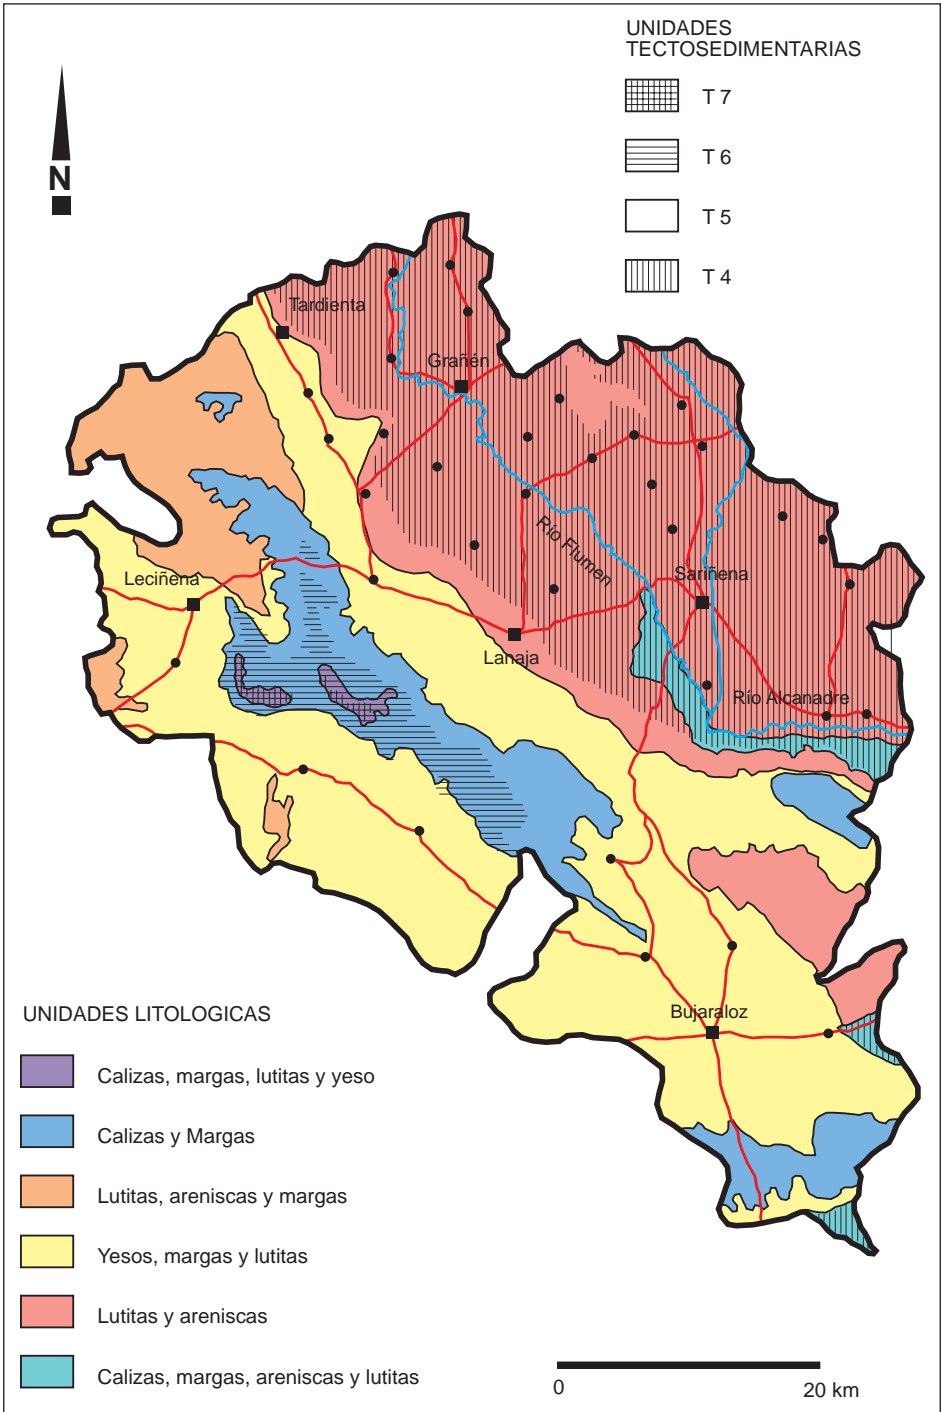 UNIDADES
TECTOSEDIMENTARIAS
T 7
T 6
T 5
T 4
N
Tardienta
Grañén
Río Flumen
Sariñena
Leciñena
Lanaja
Río Alcanadre
Bujaraloz
UNIDADES LITOLOGICAS
Calizas, margas, lutitas y yeso
Calizas y Margas
Lutitas, areniscas y margas
Yesos, margas y lutitas
Lutitas y areniscas
Calizas, margas, areniscas y lutitas
0
20 km